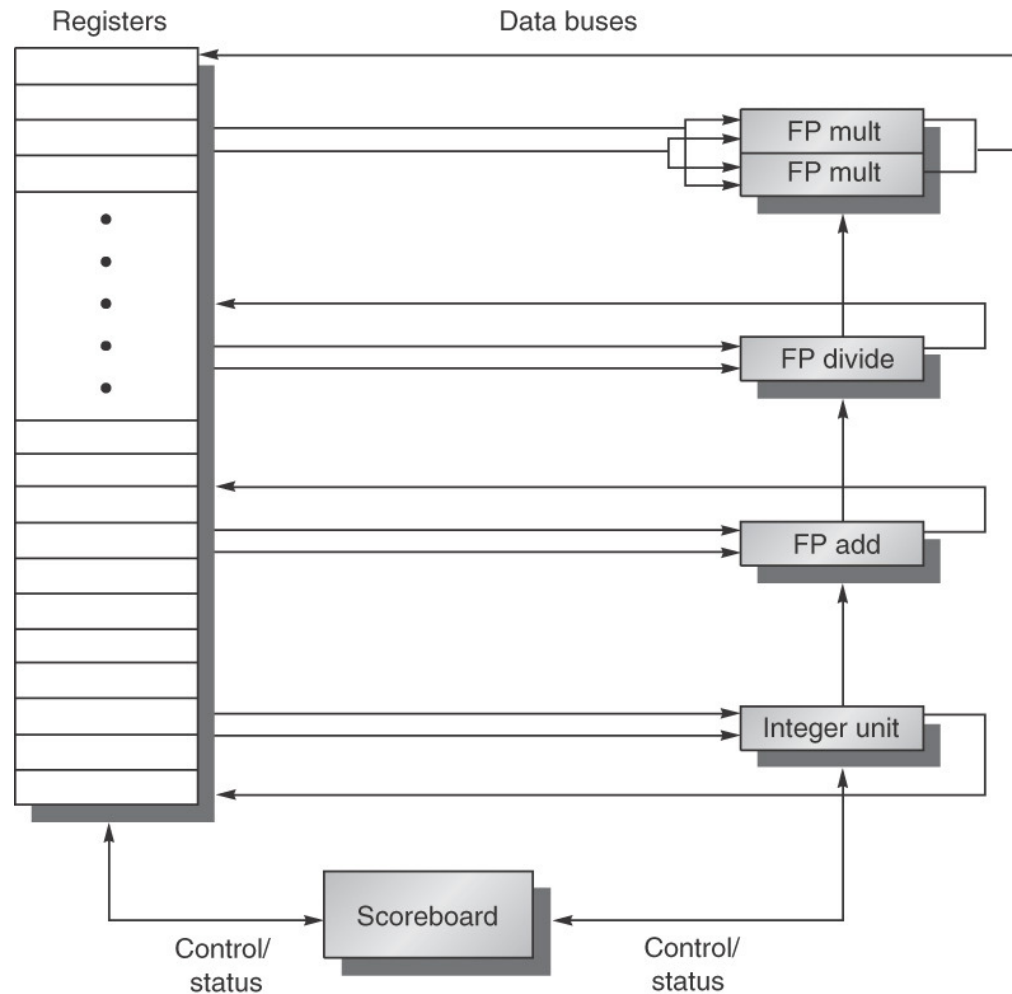 Registers
Data buses
FP mult
FP mult
FP divide
FP add
Integer unit
Scoreboard
Control/
status
Control/
status